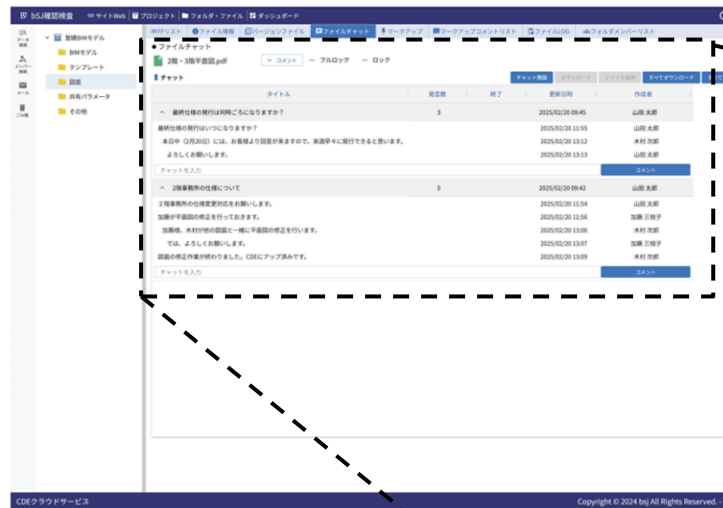 bSJ確認検査 サイトWeb プロジェクト フォルダ・ファイル ダッシュボード
データ検索
メンバー検索
メール
ごみ箱
営繕BIMモデル
BIMモデル
テンプレート
図面
共有パラメータ
その他
ファイル情報 バージョンファイル ファイルチャット マークアップ マークアップコメントリスト ファイルLOG フォルダメンバーリスト
ファイルチャット
2階・3階平面図.pdf コメント ー フルロック ー ロック
チャット チャット開始 ダウンロード すべてダウンロード
タイトル 発言数 終了 更新日時 作成者
最終仕様の発行は何時ごろになりますか？ 3 2025/02/20 09:45 山田 太郎
最終仕様の発行はいつになりますか？ 2025/02/20 11:55 山田 太郎
本日中（2月20日）には、お客様より回答が来ますので、来週早々に発行できると思います。 2025/02/20 13:12 木村 次郎
よろしくお願いします。 2025/02/20 13:13 山田 太郎
チャットを入力 コメント
2階事務所の仕様について 5 2025/02/20 09:42 山田 太郎
２階事務所の仕様変更対応をお願いします。 2025/02/20 11:54 山田 太郎
加藤が平面図の修正を行っておきます。 2025/02/20 11:56 加藤 三枝子
加藤様、木村が他の図面と一緒に平面図の修正を行います。 2025/02/20 13:06 木村 次郎
では、よろしくお願いします。 2025/02/20 13:07 加藤 三枝子
図面の修正作業が終わりました。CDEにアップ済みです。 2025/02/20 13:09 木村 次郎
チャットを入力 コメント
CDEクラウドサービス Copyright © 2024 bsj All Rights Reserved. -